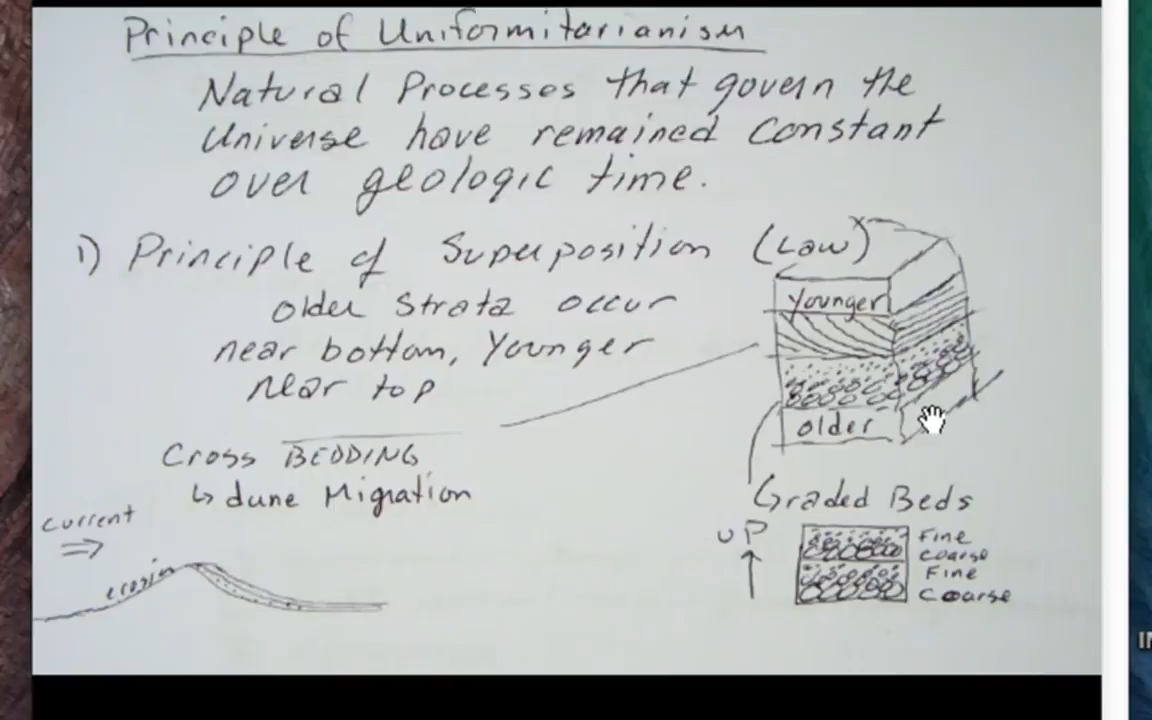 Principle of Uniformitarianism
Natural Processes that govern the
Universe have remained constant
over geologic time.
1) Principle of Superposition (Law)
older strata occur
near bottom, Younger
near top
Younger
older
Cross BEDDING
↳ dune Migration
current
erosion
Graded Beds
UP
Fine
coarse
Fine
coarse